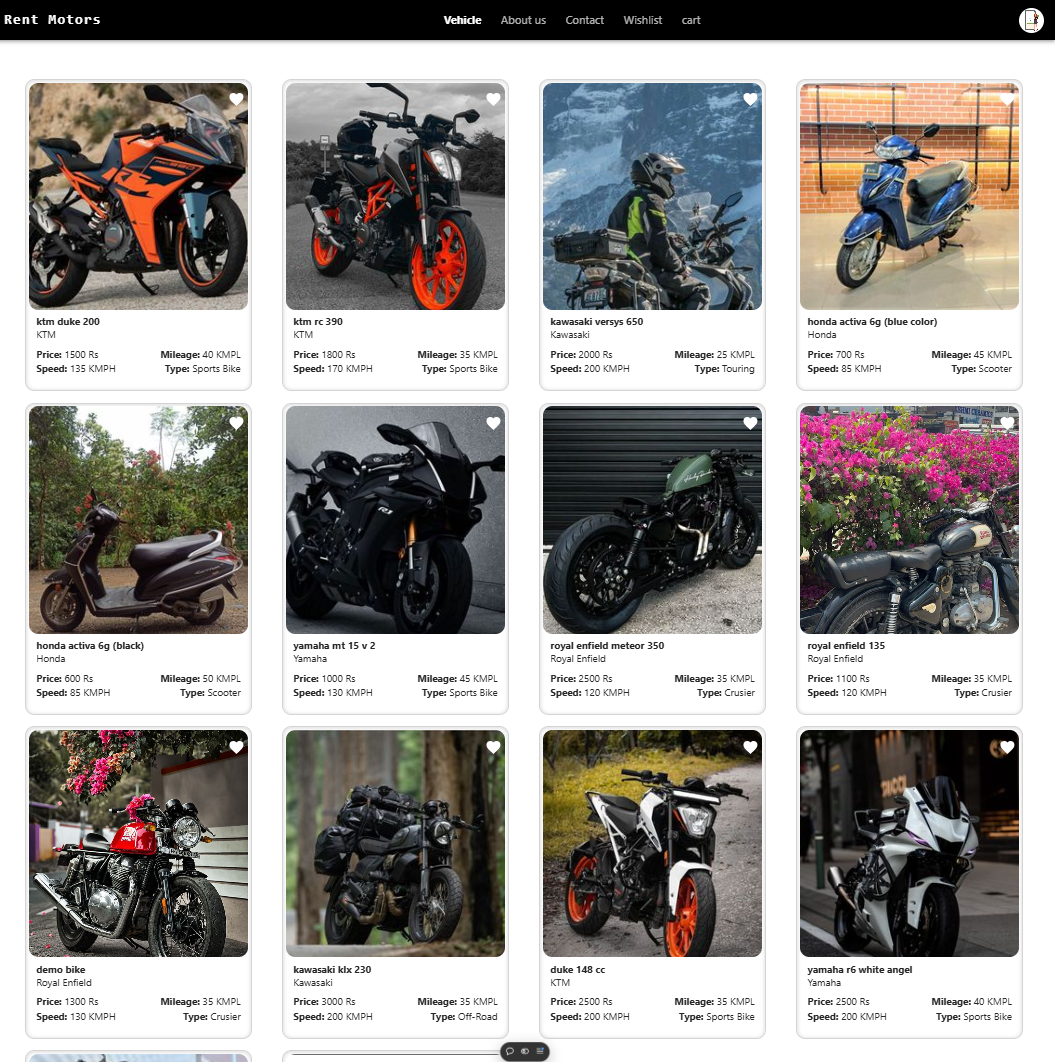 Rent Motors
Vehicle About us Contact Wishlist cart
ktm duke 200
KTM
Price: 1500 Rs Mileage: 40 KMPL
Speed: 135 KMPH Type: Sports Bike
ktm rc 390
KTM
Price: 1800 Rs Mileage: 35 KMPL
Speed: 170 KMPH Type: Sports Bike
kawasaki versys 650
Kawasaki
Price: 2000 Rs Mileage: 25 KMPL
Speed: 200 KMPH Type: Touring
honda activa 6g (blue color)
Honda
Price: 700 Rs Mileage: 45 KMPL
Speed: 85 KMPH Type: Scooter
honda activa 6g (black)
Honda
Price: 600 Rs Mileage: 50 KMPL
Speed: 85 KMPH Type: Scooter
yamaha mt 15 v 2
Yamaha
Price: 1000 Rs Mileage: 45 KMPL
Speed: 130 KMPH Type: Sports Bike
royal enfield meteor 350
Royal Enfield
Price: 2500 Rs Mileage: 35 KMPL
Speed: 120 KMPH Type: Crusier
royal enfield 135
Royal Enfield
Price: 1100 Rs Mileage: 35 KMPL
Speed: 120 KMPH Type: Crusier
demo bike
Royal Enfield
Price: 1300 Rs Mileage: 35 KMPL
Speed: 130 KMPH Type: Crusier
kawasaki klx 230
Kawasaki
Price: 3000 Rs Mileage: 35 KMPL
Speed: 200 KMPH Type: Off-Road
duke 148 cc
KTM
Price: 2500 Rs Mileage: 35 KMPL
Speed: 200 KMPH Type: Sports Bike
yamaha r6 white angel
Yamaha
Price: 2500 Rs Mileage: 40 KMPL
Speed: 200 KMPH Type: Sports Bike